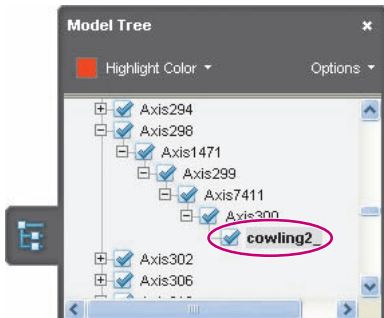 Model Tree
Highlight Color
Options
Axis294
Axis298
Axis1471
Axis299
Axis7411
Axis300
cowling2_
Axis302
Axis306